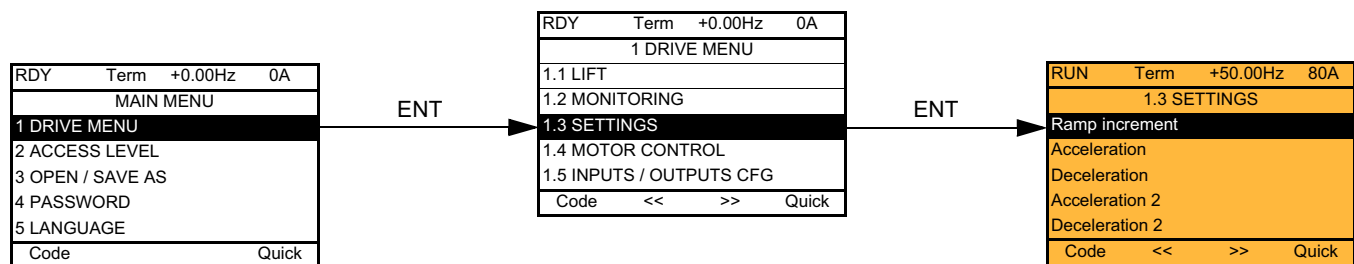 RDY Term +0.00Hz 0A
MAIN MENU
1 DRIVE MENU
2 ACCESS LEVEL
3 OPEN / SAVE AS
4 PASSWORD
5 LANGUAGE
Code Quick
ENT
RDY Term +0.00Hz 0A
1 DRIVE MENU
1.1 LIFT
1.2 MONITORING
1.3 SETTINGS
1.4 MOTOR CONTROL
1.5 INPUTS / OUTPUTS CFG
Code << >> Quick
ENT
RUN Term +50.00Hz 80A
1.3 SETTINGS
Ramp increment
Acceleration
Deceleration
Acceleration 2
Deceleration 2
Code << >> Quick